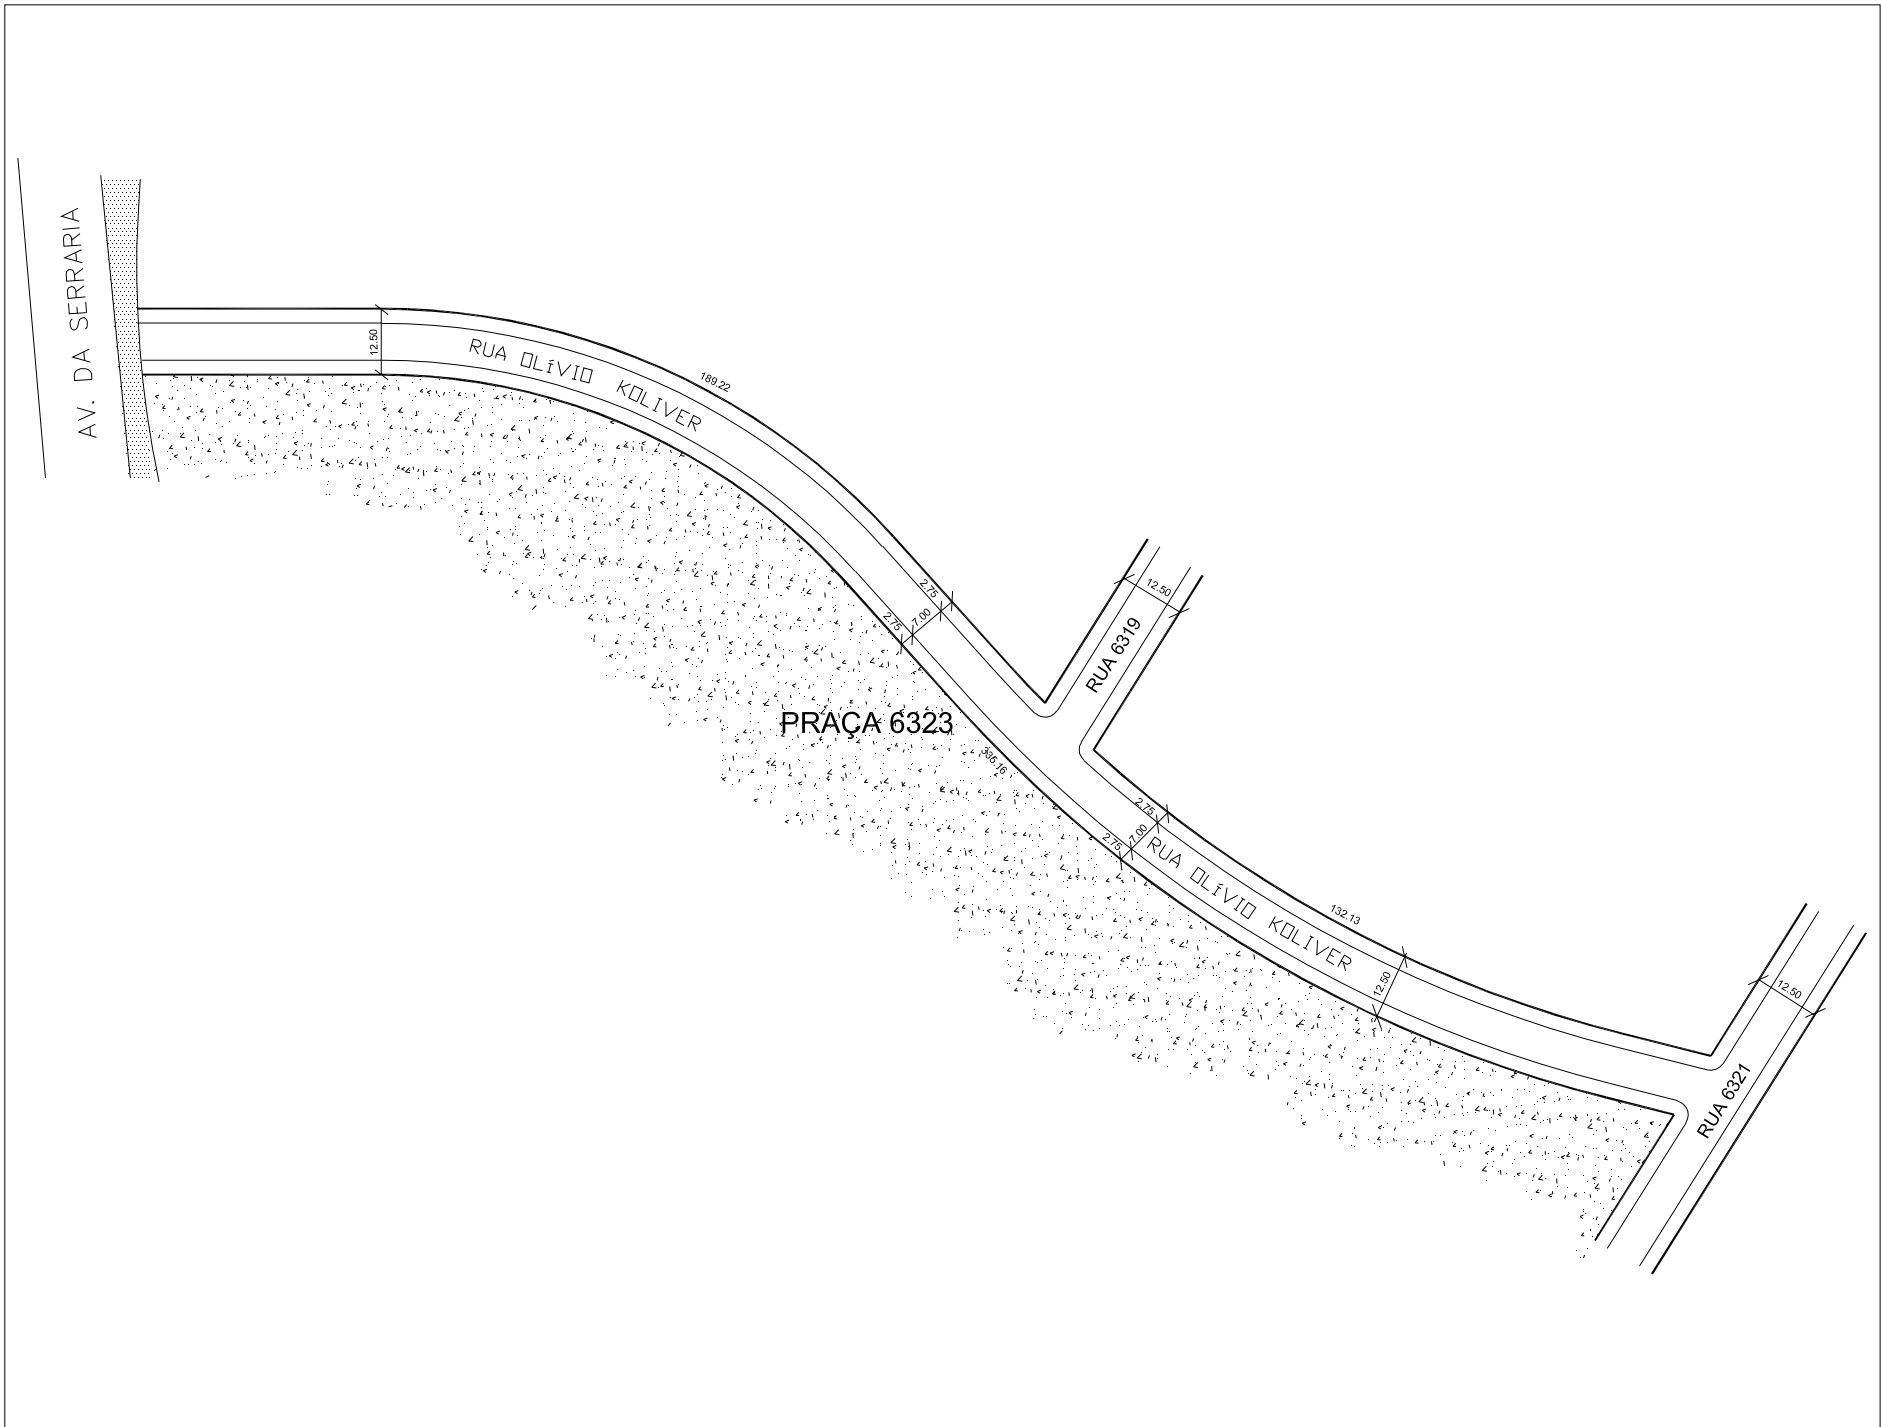 AV. DA SERRARIA
12.50
RUA OLíVIO KOLIVER
189.22
2.75
7.00
2.75
12.50
RUA 6319
PRAÇA 6323
335.16
2.75
7.00
2.75
RUA OLíVIO KOLIVER
132.13
12.50
12.50
RUA 6321